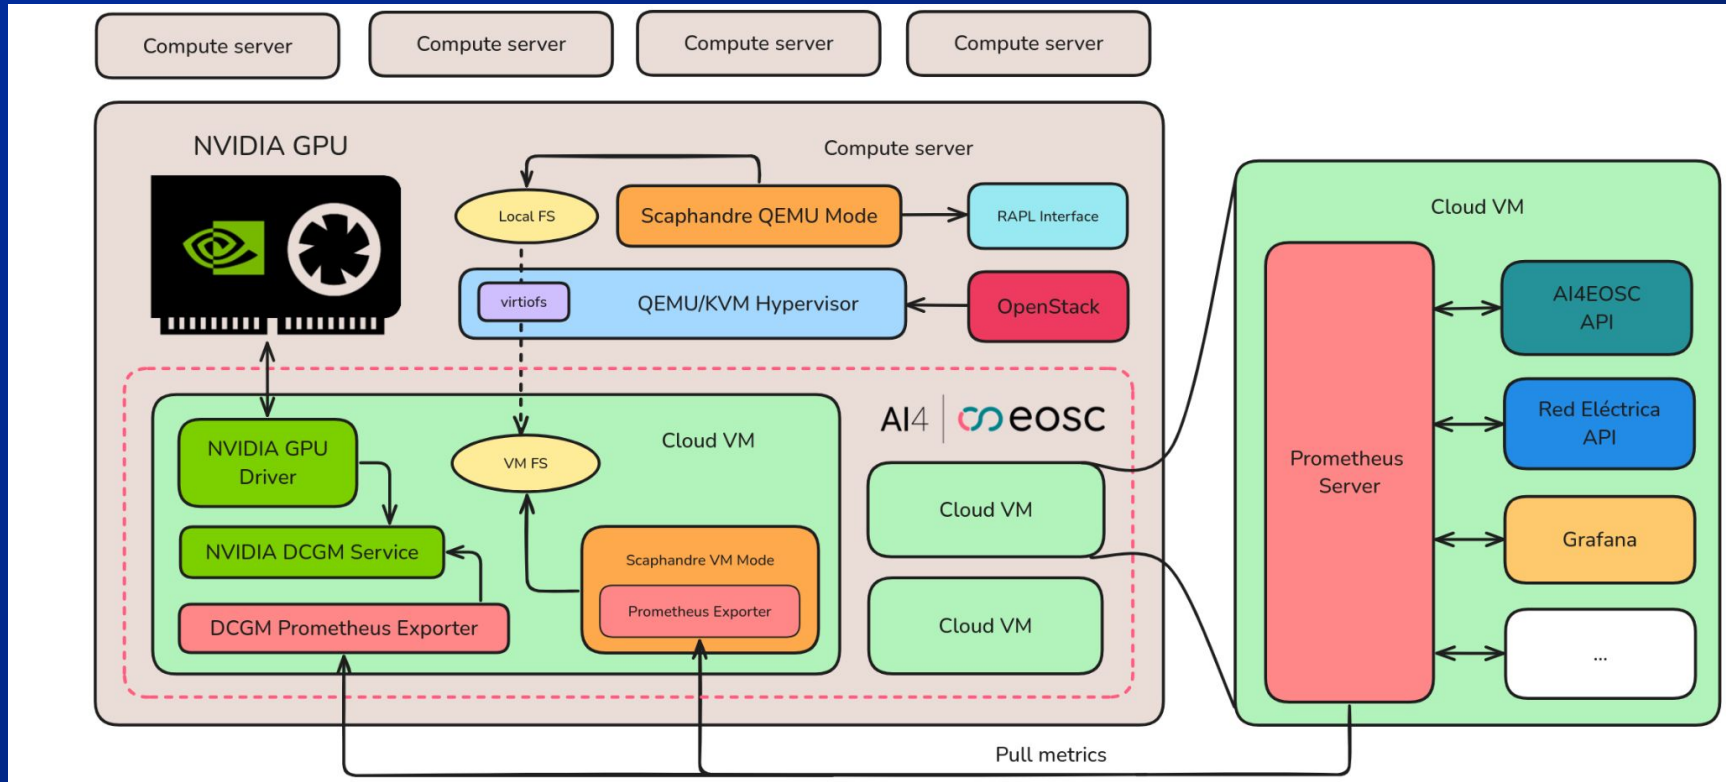 Compute server
Compute server
Compute server
Compute server
NVIDIA GPU
Compute server
Local FS
Scaphandre QEMU Mode
RAPL Interface
virtiofs
QEMU/KVM Hypervisor
OpenStack
NVIDIA GPU
Driver
VM FS
Cloud VM
AI4 eosc
NVIDIA DCGM Service
Scaphandre VM Mode
Prometheus Exporter
DCGM Prometheus Exporter
Cloud VM
Cloud VM
Cloud VM
Prometheus
Server
AI4EOSC
API
Red Eléctrica
API
Grafana
...
Pull metrics